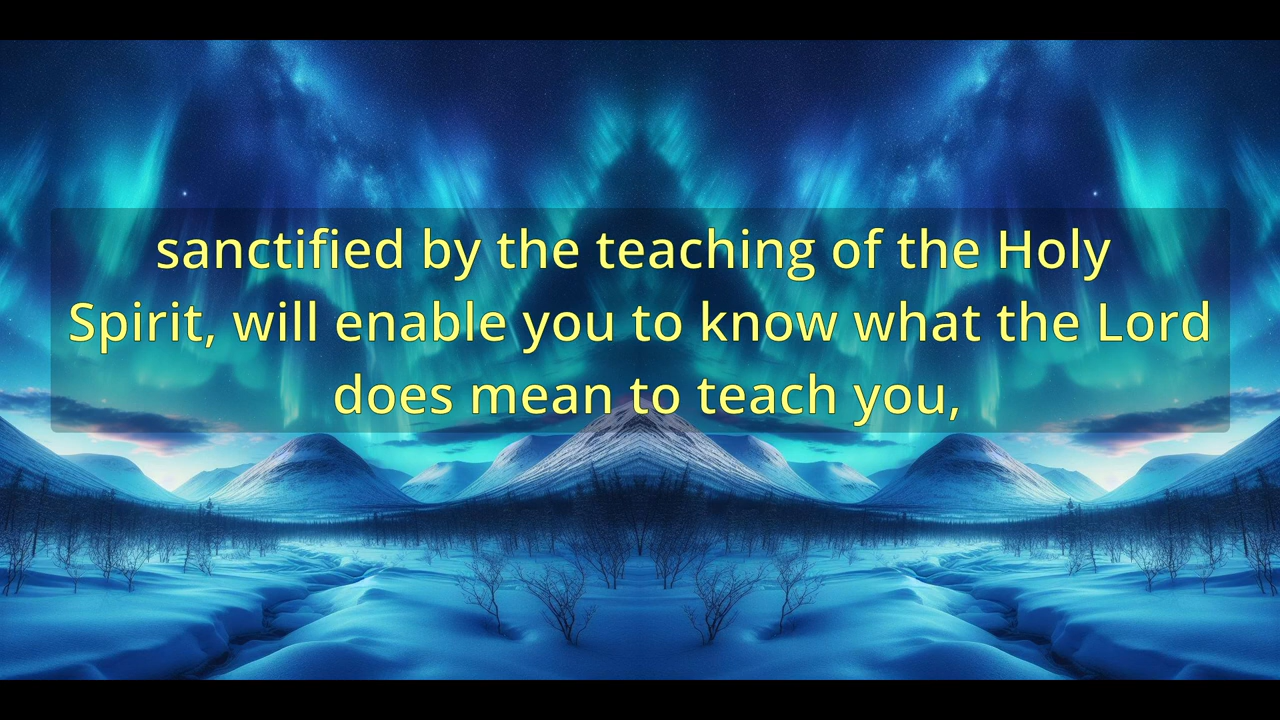 sanctified by the teaching of the Holy
Spirit, will enable you to know what the Lord
does mean to teach you,